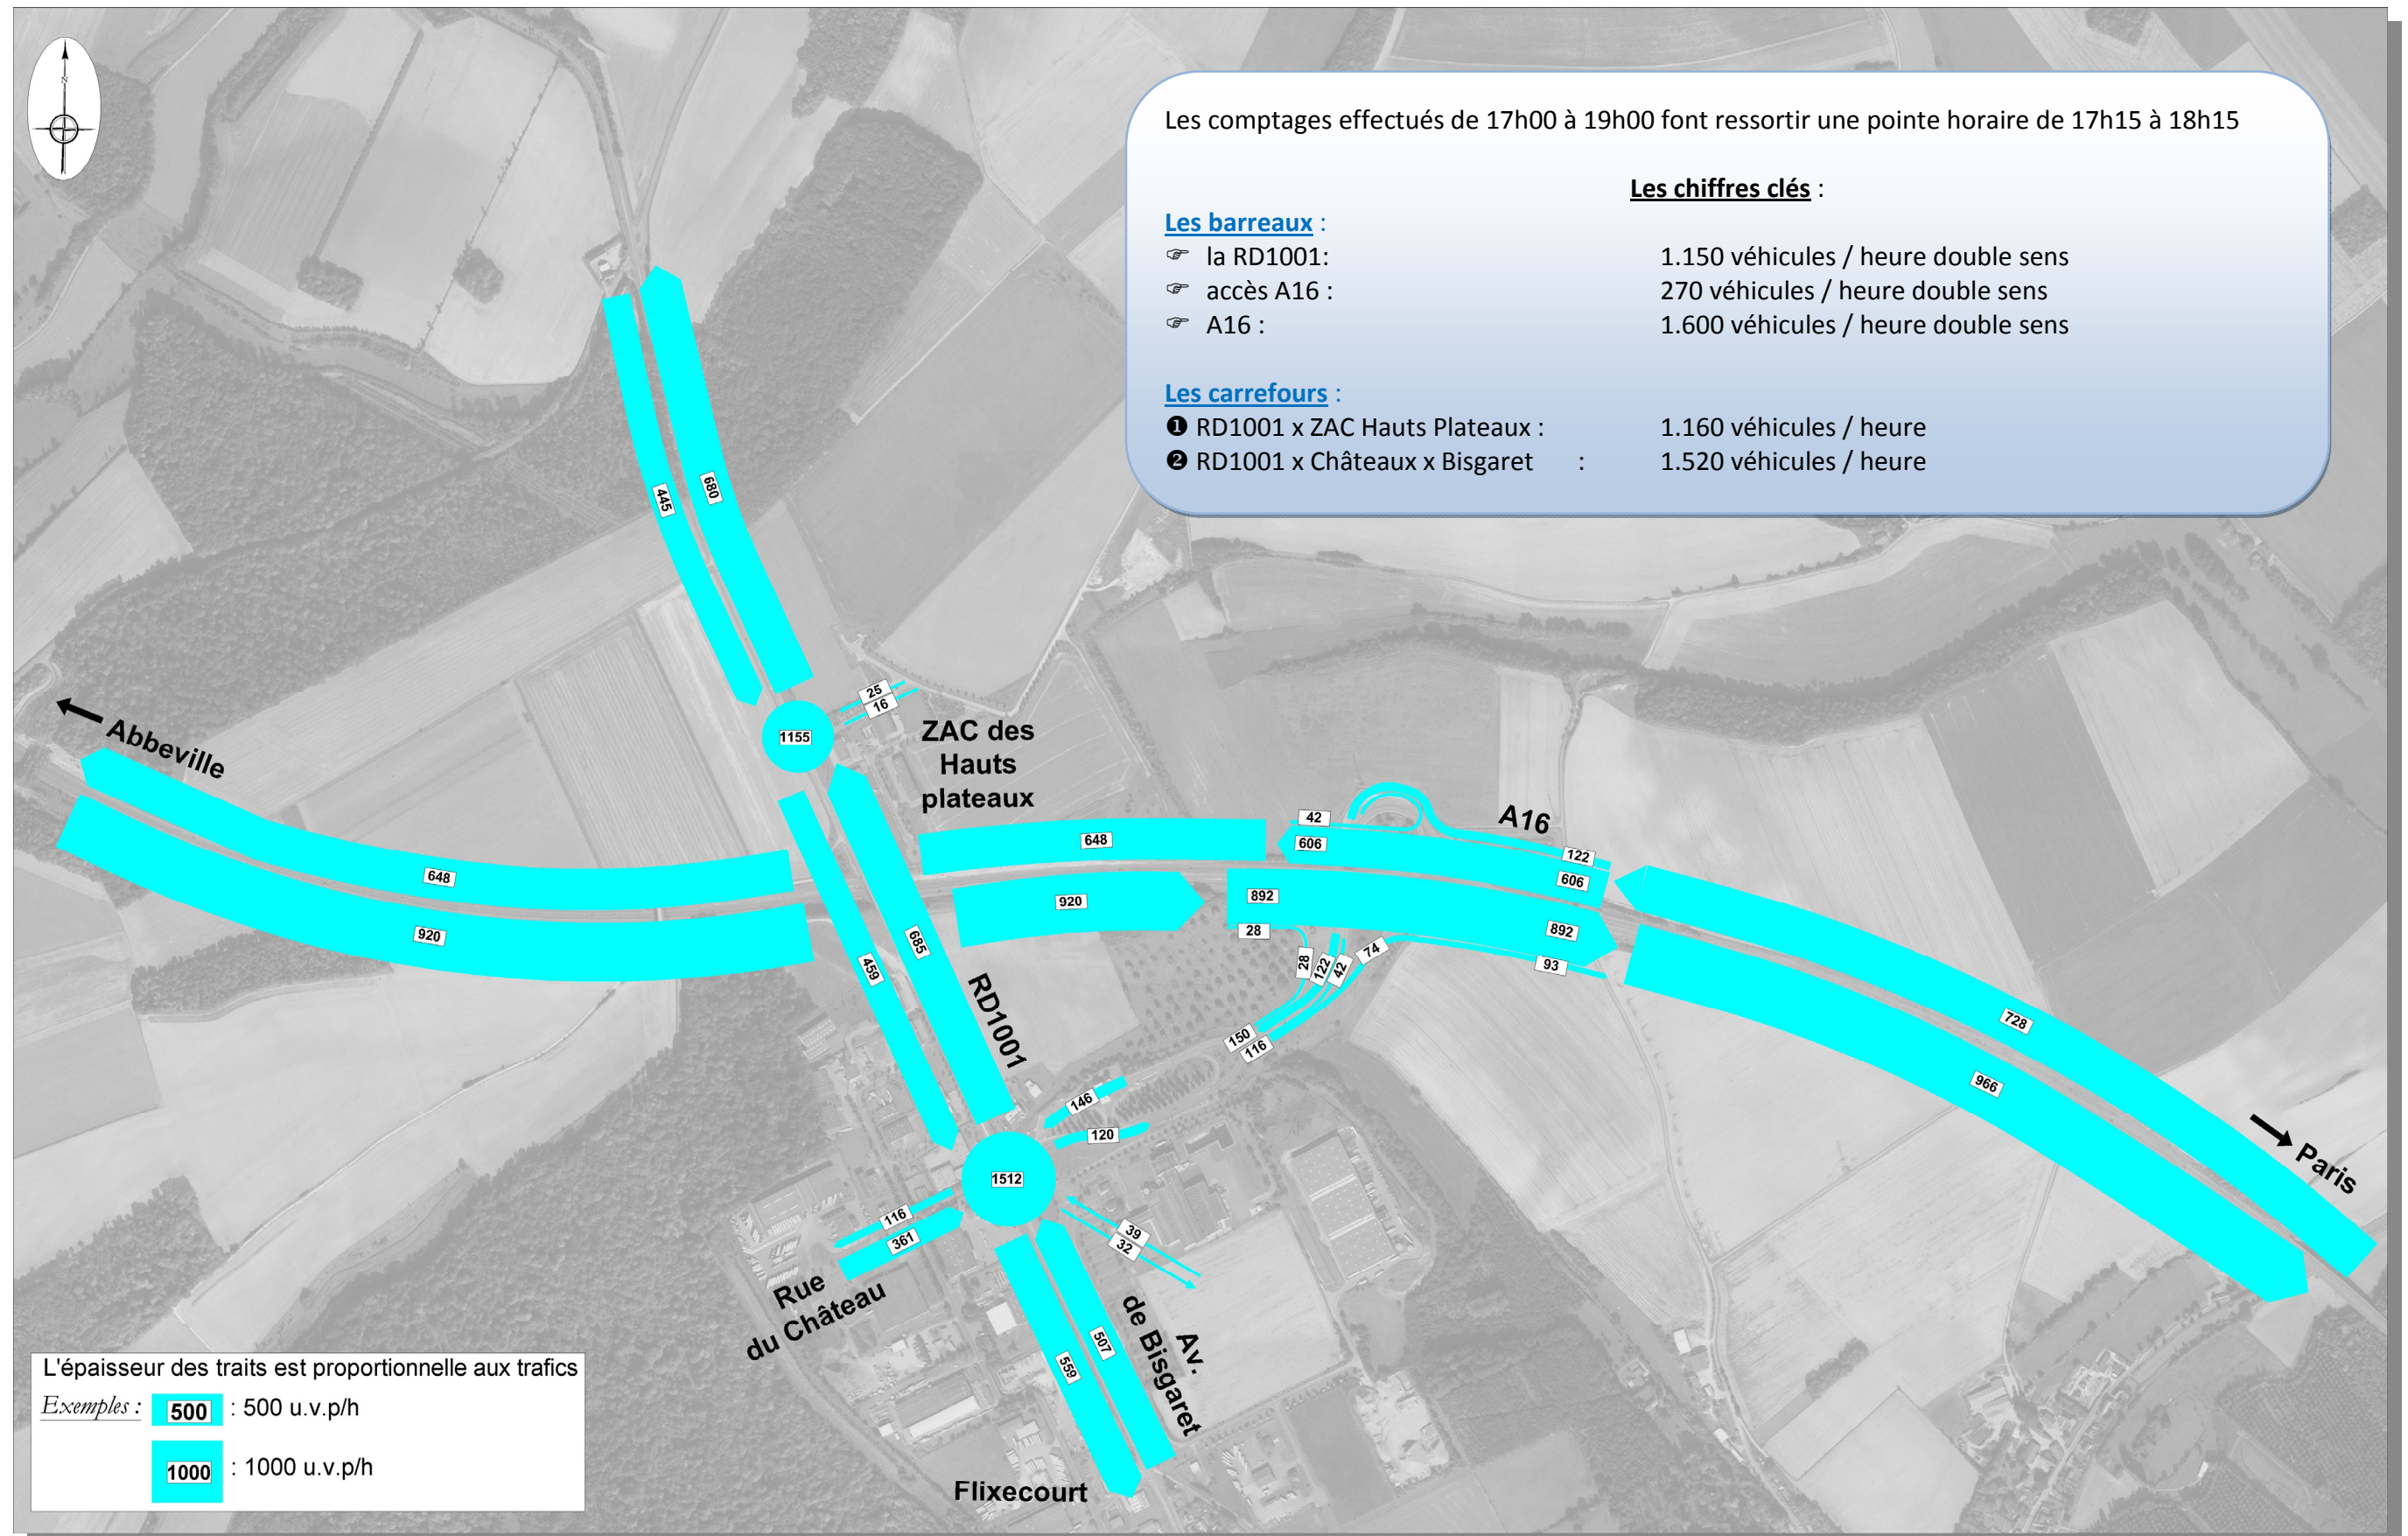 N
Les comptages effectués de 17h00 à 19h00 font ressortir une pointe horaire de 17h15 à 18h15
Les chiffres clés :
Les barreaux :
☞ la RD1001: 1.150 véhicules / heure double sens
☞ accès A16 : 270 véhicules / heure double sens
☞ A16 : 1.600 véhicules / heure double sens
Les carrefours :
❶ RD1001 x ZAC Hauts Plateaux : 1.160 véhicules / heure
❷ RD1001 x Châteaux x Bisgaret : 1.520 véhicules / heure
445
680
25
16
1155
ZAC des
Hauts
plateaux
Abbeville
648
920
648
920
42
606
A16
122
606
892
28
892
93
28
122
42
74
150
116
459
685
RD1001
728
966
Paris
146
120
1512
116
361
39
32
Rue
du Château
559
507
Av.
de Bisgaret
Flixecourt
L'épaisseur des traits est proportionnelle aux trafics
Exemples : 500 : 500 u.v.p/h
1000 : 1000 u.v.p/h